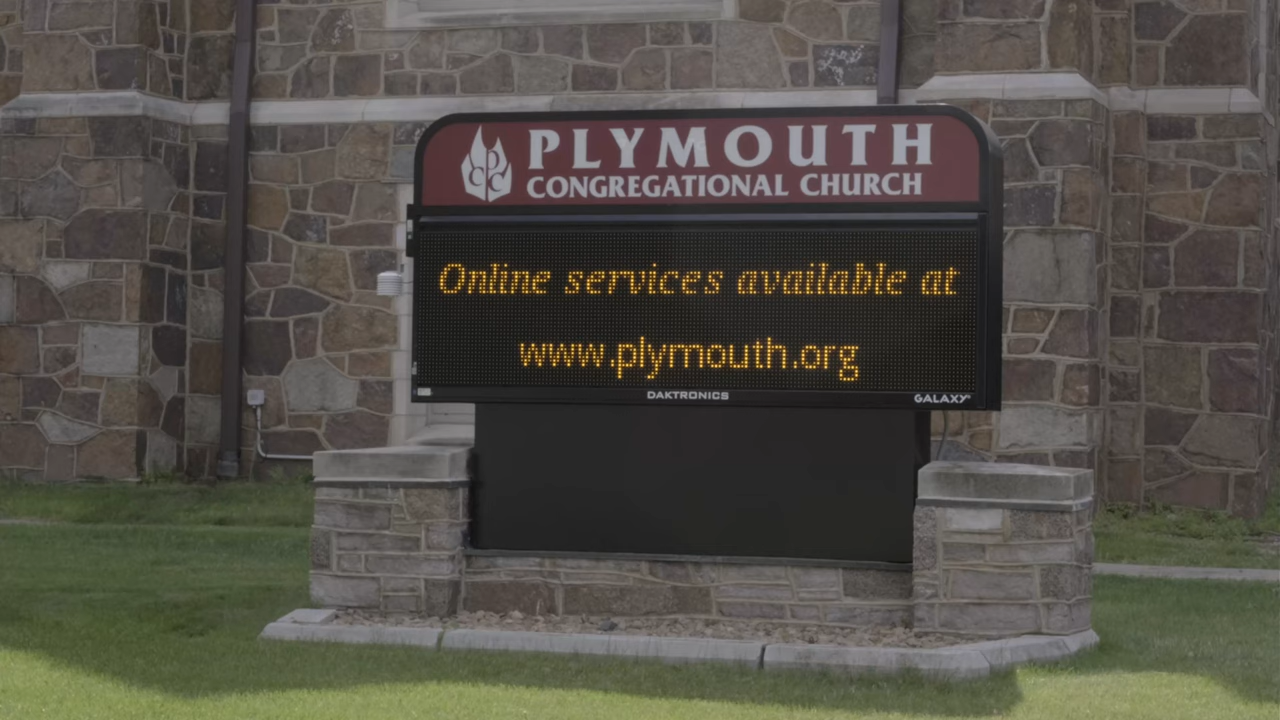 PLYMOUTH
CONGREGATIONAL CHURCH
Online services available at
www.plymouth.org
DAKTRONICS
GALAXY